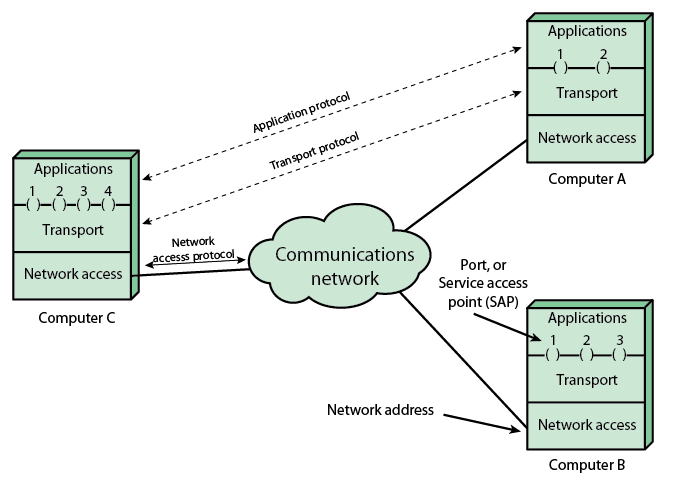 Applications
1 2
( ) ( )
Transport
Network access
Computer A
Application protocol
Transport protocol
Applications
1 2 3 4
( ) ( ) ( ) ( )
Transport
Network access
Computer C
Network
accesss protocol
Communications
network
Port, or
Service access
point (SAP)
Applications
1 2 3
( ) ( ) ( )
Transport
Network access
Computer B
Network address